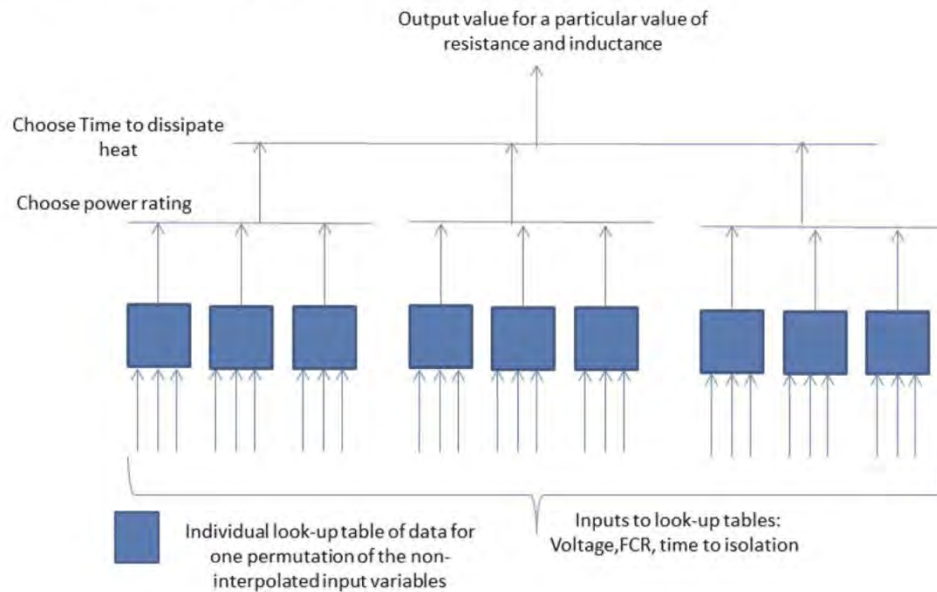 Output value for a particular value of
resistance and inductance
Choose Time to dissipate
heat
Choose power rating
Individual look-up table of data for
one permutation of the non-
interpolated input variables
Inputs to look-up tables:
Voltage,FCR, time to isolation